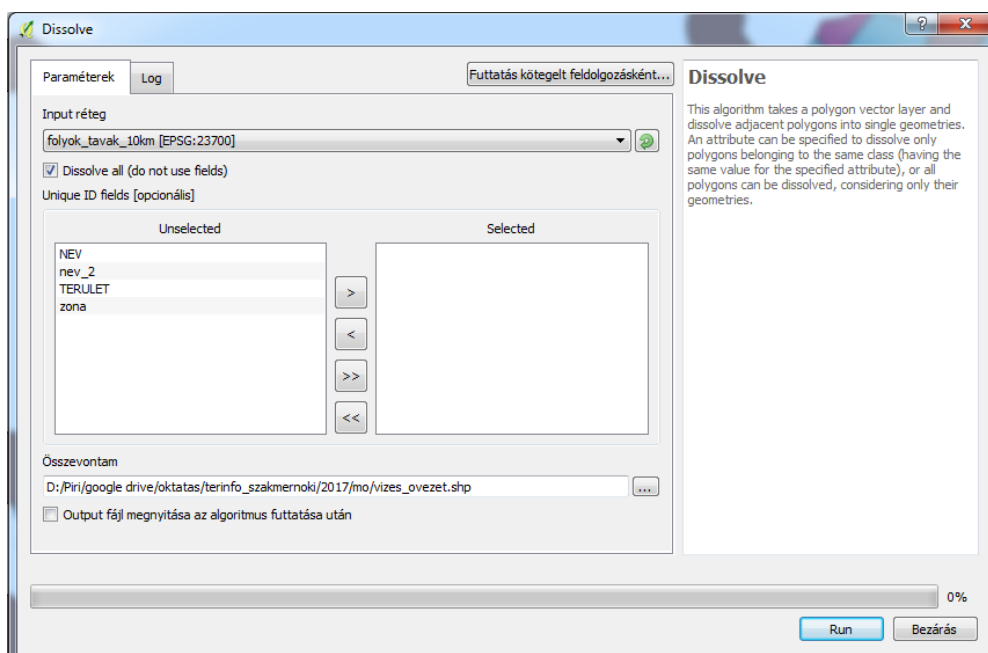 Dissolve
Paraméterek
Log
Futtatás kötegelt feldolgozásként...
Input réteg
folyok_tavak_10km [EPSG:23700]
Dissolve all (do not use fields)
Unique ID fields [opcionális]
Unselected
Selected
NEV
nev_2
TERULET
zona
>
<
>>
<<
Összevontam
D:/Piri/google drive/oktatas/terinfo_szakmernoki/2017/mo/vizes_ovezet.shp
...
Output fájl megnyitása az algoritmus futtatása után
Dissolve
This algorithm takes a polygon vector layer and
dissolve adjacent polygons into single geometries.
An attribute can be specified to dissolve only
polygons belonging to the same class (having the
same value for the specified attribute), or all
polygons can be dissolved, considering only their
geometries.
0%
Run
Bezárás